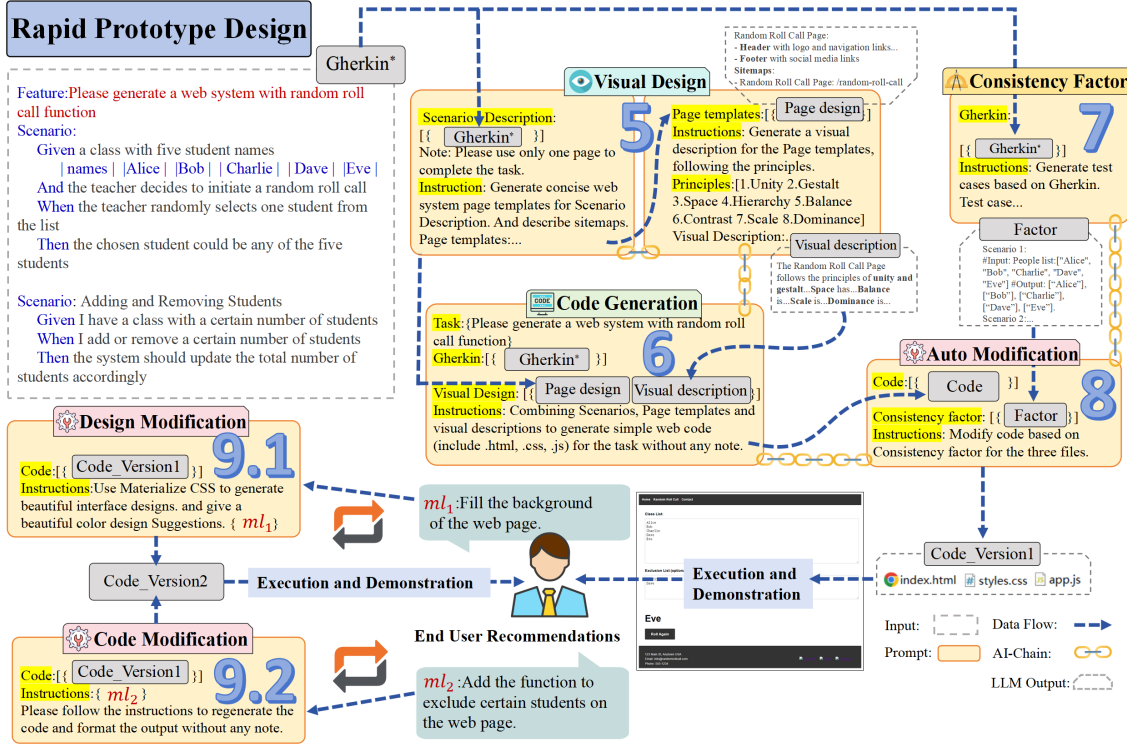 Rapid Prototype Design
Gherkin*
Feature:Please generate a web system with random roll
call function
Scenario:
Given a class with five student names
| names | |Alice | |Bob | | Charlie | | Dave | |Eve |
And the teacher decides to initiate a random roll call
When the teacher randomly selects one student from
the list
Then the chosen student could be any of the five
students
Scenario: Adding and Removing Students
Given I have a class with a certain number of students
When I add or remove a certain number of students
Then the system should update the total number of
students accordingly
Visual Design
5
Scenario Description:
[{ Gherkin* }]
Note: Please use only one page to
complete the task.
Instruction: Generate concise web
system page templates for Scenario
Description. And describe sitemaps.
Page templates:...
Random Roll Call Page:
- Header with logo and navigation links...
- Footer with social media links
Sitemaps:
- Random Roll Call Page: /random-roll-call
Page templates:[{ Page design }]
Instructions: Generate a visual
description for the Page templates,
following the principles.
Principles:[1.Unity 2.Gestalt
3.Space 4.Hierarchy 5.Balance
6.Contrast 7.Scale 8.Dominance]
Visual Description:..
Visual description
The Random Roll Call Page
follows the principles of unity and
gestalt...Space has...Balance
is...Scale is...Dominance is...
Consistency Factor
7
Gherkin:
[{ Gherkin* }]
Instructions: Generate test
cases based on Gherkin.
Test case...
Factor
Scenario 1:
#Input: People list:["Alice",
"Bob", "Charlie", "Dave",
"Eve"] #Output: ["Alice"],
["Bob"], ["Charlie"],
["Dave"], ["Eve"].
Scenario 2:...
Code Generation
6
Task:{Please generate a web system with random roll
call function}
Gherkin:[{ Gherkin* }]
Visual Design: [{ Page design Visual description }]
Instructions: Combining Scenarios, Page templates and
visual descriptions to generate simple web code
(include .html, .css, .js) for the task without any note.
Auto Modification
8
Code:[{ Code }]
Consistency factor: [{ Factor }]
Instructions: Modify code based on
Consistency factor for the three files.
Design Modification
9.1
Code:[{ Code_Version1 }]
Instructions:Use Materialize CSS to generate
beautiful interface designs. and give a
beautiful color design Suggestions. { ml1}
ml1:Fill the background
of the web page.
Code_Version2
Execution and Demonstration
End User Recommendations
Home Random Roll Call Contact
Class List:
Alice
Bob
Charlie
Dave
Eve
Dave
Eve
Roll Again
Execution and
Demonstration
Code_Version1
index.html styles.css app.js
Code Modification
9.2
Code:[{ Code_Version1 }]
Instructions:{ ml2 }
Please follow the instructions to regenerate the
code and format the output without any note.
ml2:Add the function to
exclude certain students on
the web page.
Input:
Data Flow:
Prompt:
AI-Chain:
LLM Output: